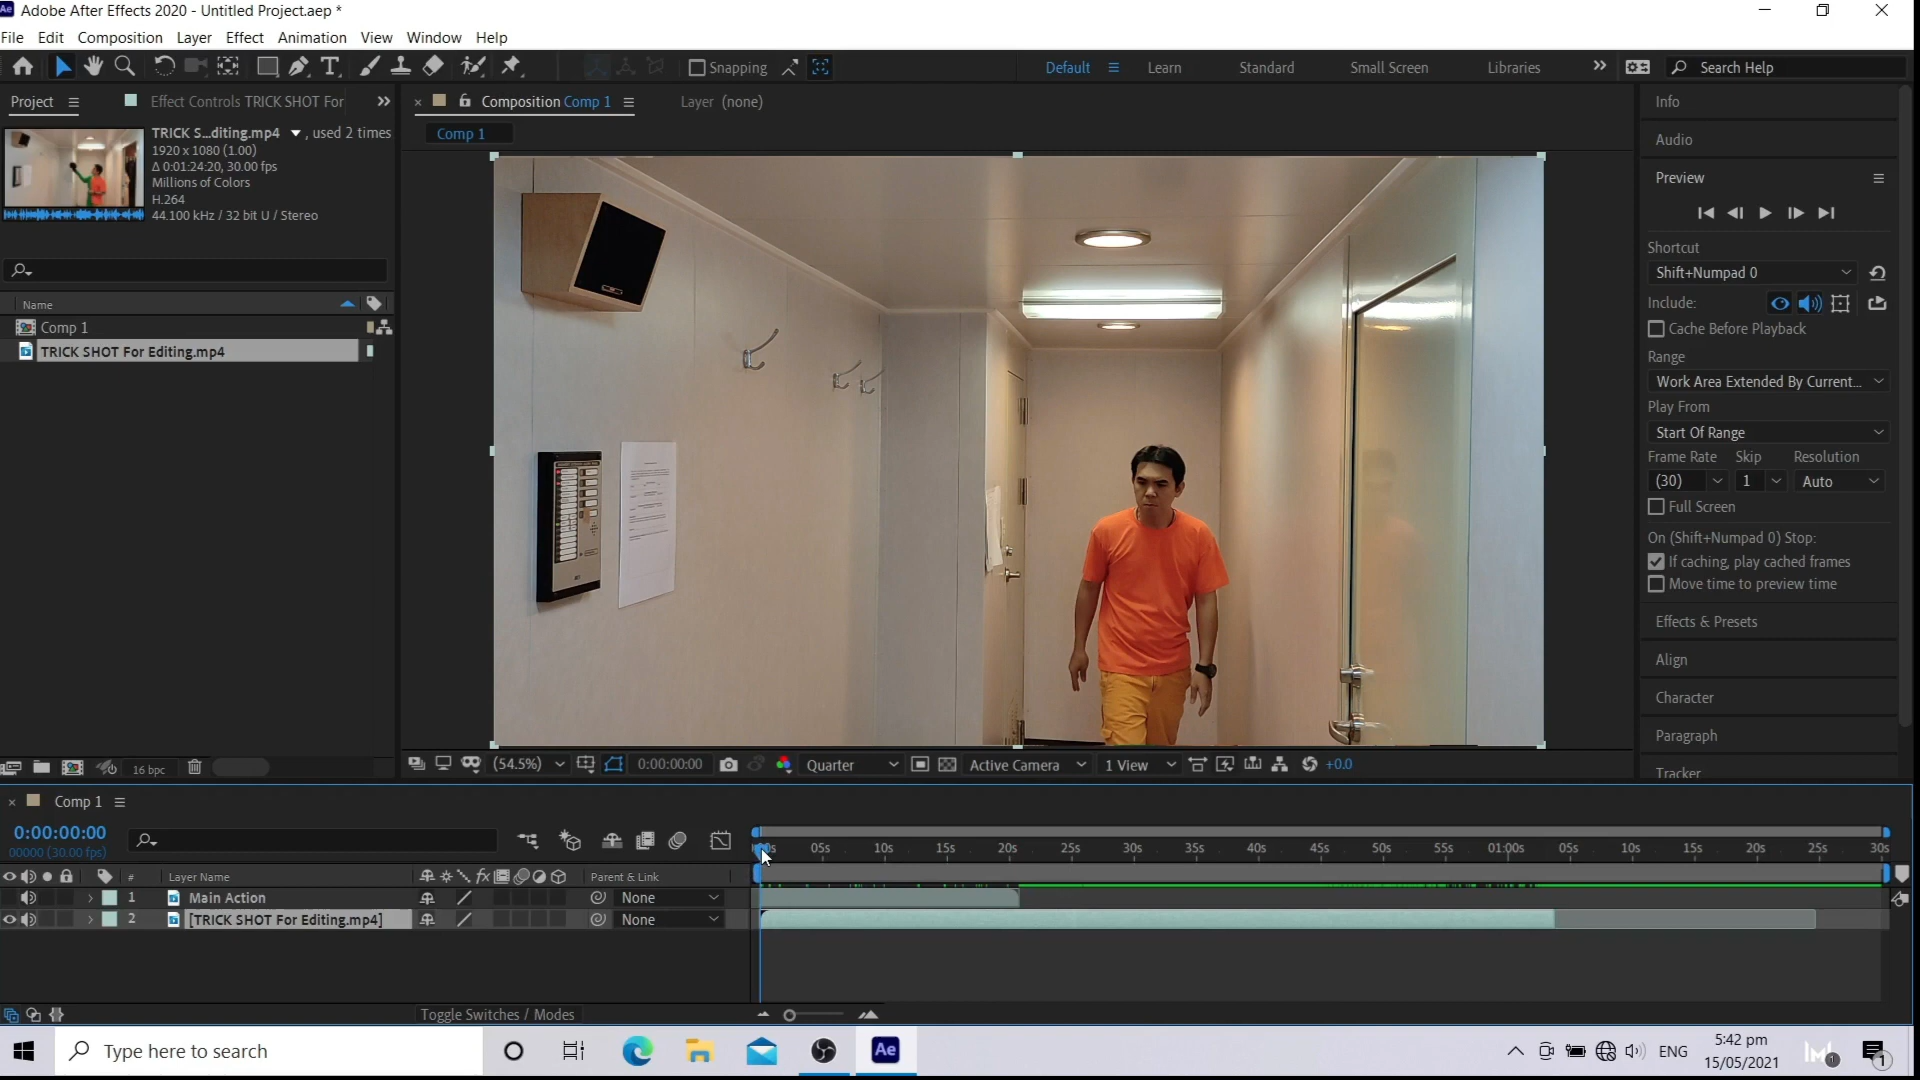 Ae Adobe After Effects 2020 - Untitled Project.aep *
File Edit Composition Layer Effect Animation View Window Help
Snapping Default Learn Standard Small Screen Libraries Search Help
Project Effect Controls TRICK SHOT For Composition Comp 1 Layer (none)
Comp 1
TRICK S...diting.mp4 , used 2 times
1920 x 1080 (1.00)
Δ 0:01:24:20, 30.00 fps
Millions of Colors
H.264
44.100 kHz / 32 bit U / Stereo
Name
Comp 1
TRICK SHOT For Editing.mp4
16 bpc
(54.5%) 0:00:00:00 Quarter Active Camera 1 View +0.0
Info
Audio
Preview
Shortcut
Shift+Numpad 0
Include:
Cache Before Playback
Range
Work Area Extended By Current...
Play From
Start Of Range
Frame Rate Skip Resolution
(30) 1 Auto
Full Screen
On (Shift+Numpad 0) Stop:
If caching, play cached frames
Move time to preview time
Effects & Presets
Align
Character
Paragraph
Tracker
Comp 1
0:00:00:00
00000 (30.00 fps)
05s 10s 15s 20s 25s 30s 35s 40s 45s 50s 55s 01:00s 05s 10s 15s 20s 25s 30s
# Layer Name fx Parent & Link
1 Main Action None
2 [TRICK SHOT For Editing.mp4] None
Toggle Switches / Modes
Type here to search
Ae
ENG
5:42 pm
15/05/2021
1
1